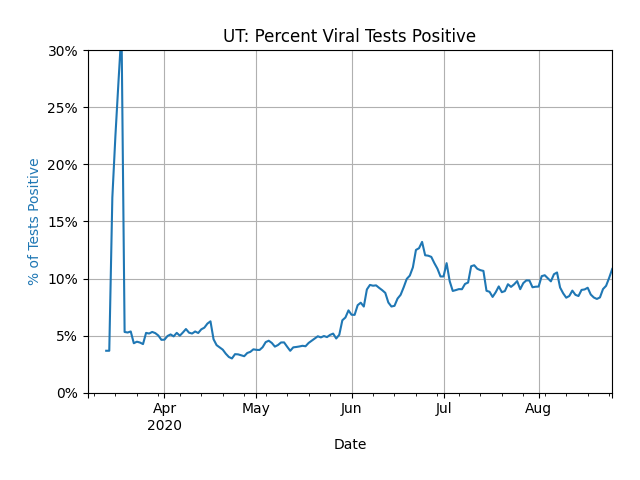 UT: Percent Viral Tests Positive
30%
25%
20%
15%
10%
5%
0%
% of Tests Positive
Apr May Jun Jul Aug
2020
Date